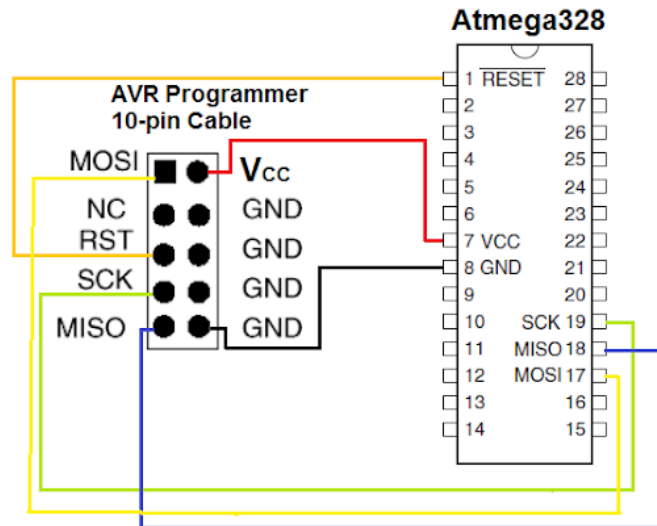 Atmega328
AVR Programmer
10-pin Cable
MOSI VCC
NC GND
RST GND
SCK GND
MISO GND
1 RESET 28
2 27
3 26
4 25
5 24
6 23
7 VCC 22
8 GND 21
9 20
10 SCK 19
11 MISO 18
12 MOSI 17
13 16
14 15